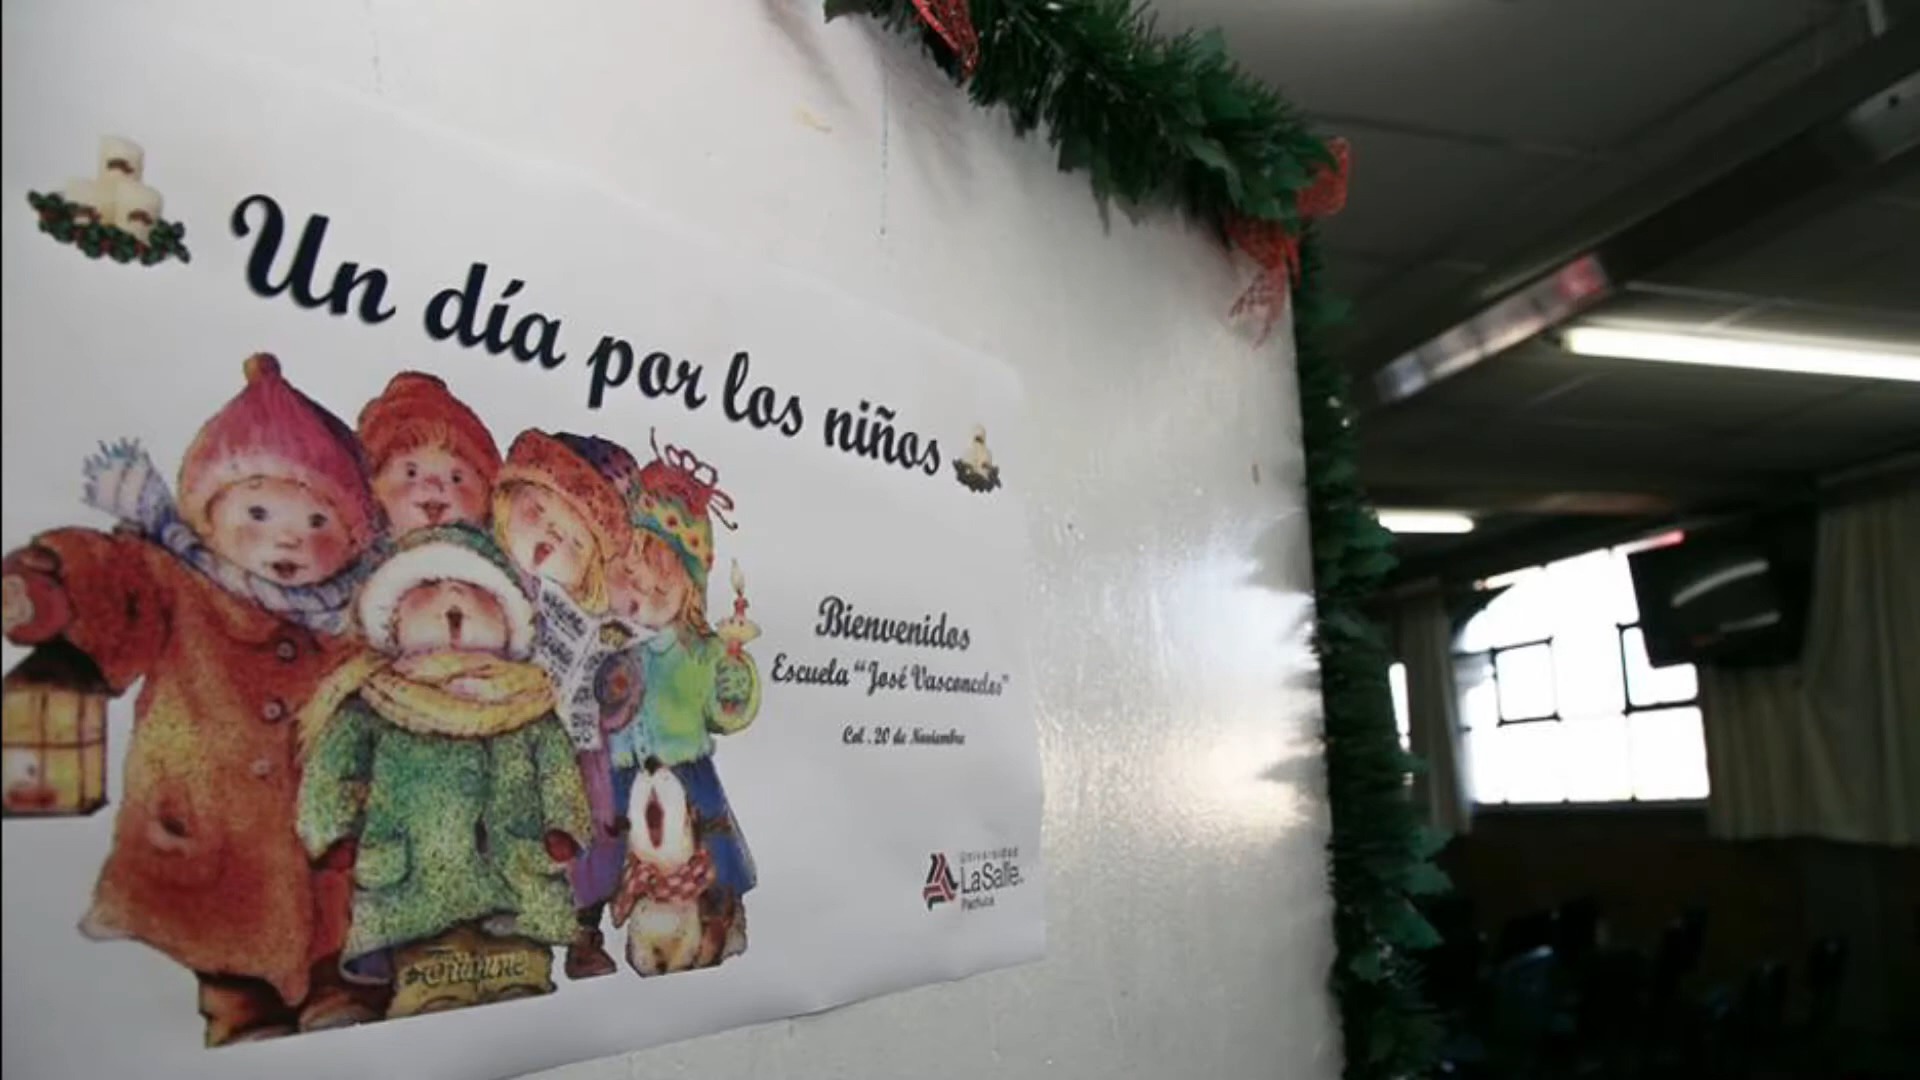 Un día por los niños
Bienvenidos
Escuela "José Vasconcelos"
Col. 20 de Noviembre
Universidad
LaSalle
Pachuca